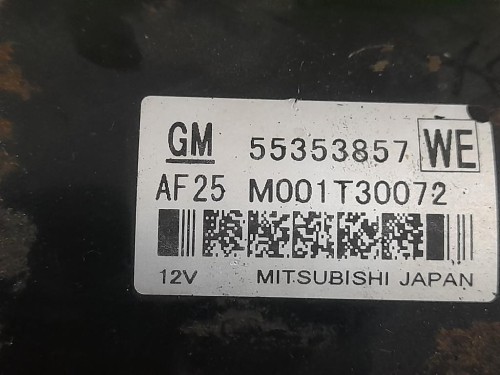 GM 55353857 WE
AF25 M001T30072
12V MITSUBISHI JAPAN